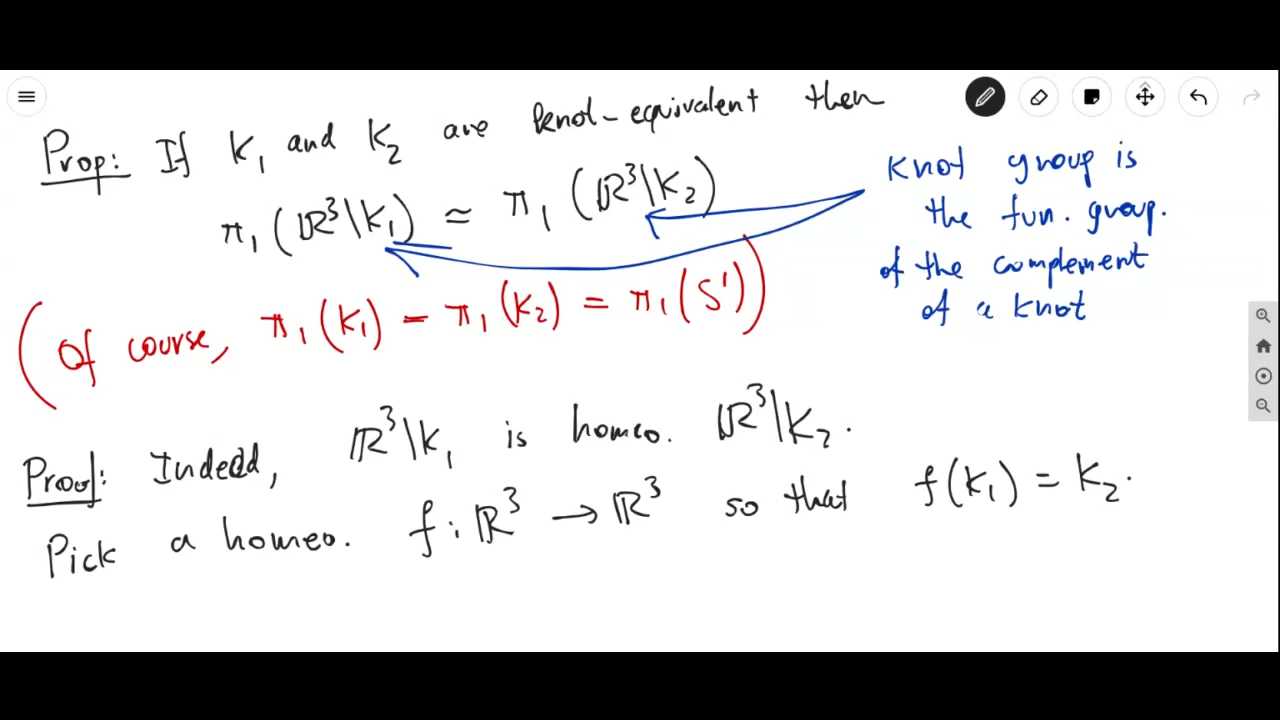 Prop: If K₁ and K₂ are knot-equivalent then
π₁(ℝ³\K₁) ≃ π₁(ℝ³\K₂)
Knot group is
the fun. group.
of the complement
of a knot
(Of course, π₁(K₁) = π₁(K₂) = π₁(S¹))
Proof: Indeed, ℝ³\K₁ is homeo. ℝ³\K₂.
Pick a homeo. f: ℝ³ → ℝ³ so that f(K₁) = K₂.